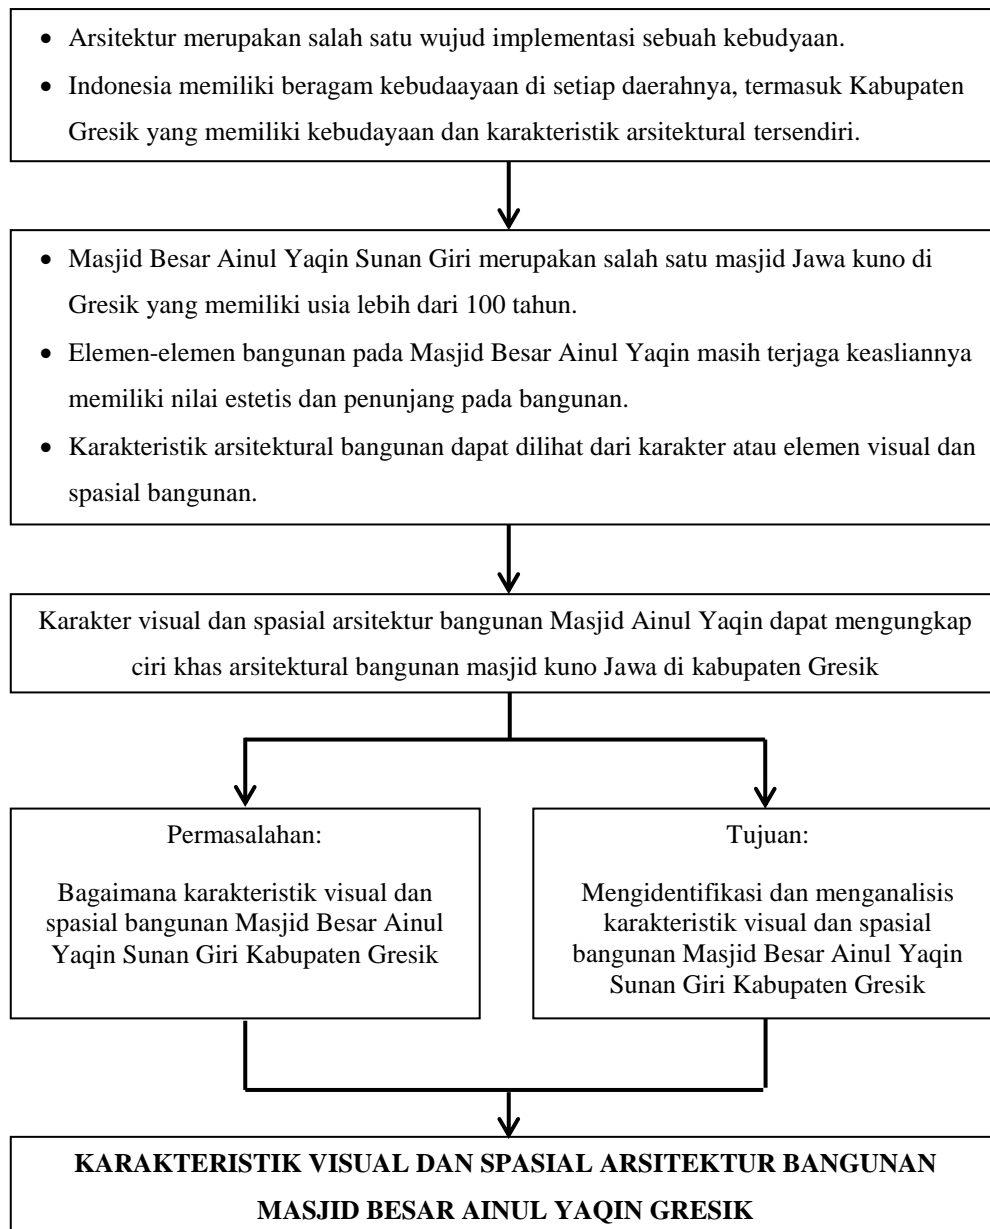 • Arsitektur merupakan salah satu wujud implementasi sebuah kebudyaan.
• Indonesia memiliki beragam kebudaayaan di setiap daerahnya, termasuk Kabupaten
Gresik yang memiliki kebudayaan dan karakteristik arsitektural tersendiri.
• Masjid Besar Ainul Yaqin Sunan Giri merupakan salah satu masjid Jawa kuno di
Gresik yang memiliki usia lebih dari 100 tahun.
• Elemen-elemen bangunan pada Masjid Besar Ainul Yaqin masih terjaga keasliannya
memiliki nilai estetis dan penunjang pada bangunan.
• Karakteristik arsitektural bangunan dapat dilihat dari karakter atau elemen visual dan
spasial bangunan.
Karakter visual dan spasial arsitektur bangunan Masjid Ainul Yaqin dapat mengungkap
ciri khas arsitektural bangunan masjid kuno Jawa di kabupaten Gresik
Permasalahan:
Bagaimana karakteristik visual dan
spasial bangunan Masjid Besar Ainul
Yaqin Sunan Giri Kabupaten Gresik
Tujuan:
Mengidentifikasi dan menganalisis
karakteristik visual dan spasial
bangunan Masjid Besar Ainul Yaqin
Sunan Giri Kabupaten Gresik
KARAKTERISTIK VISUAL DAN SPASIAL ARSITEKTUR BANGUNAN
MASJID BESAR AINUL YAQIN GRESIK